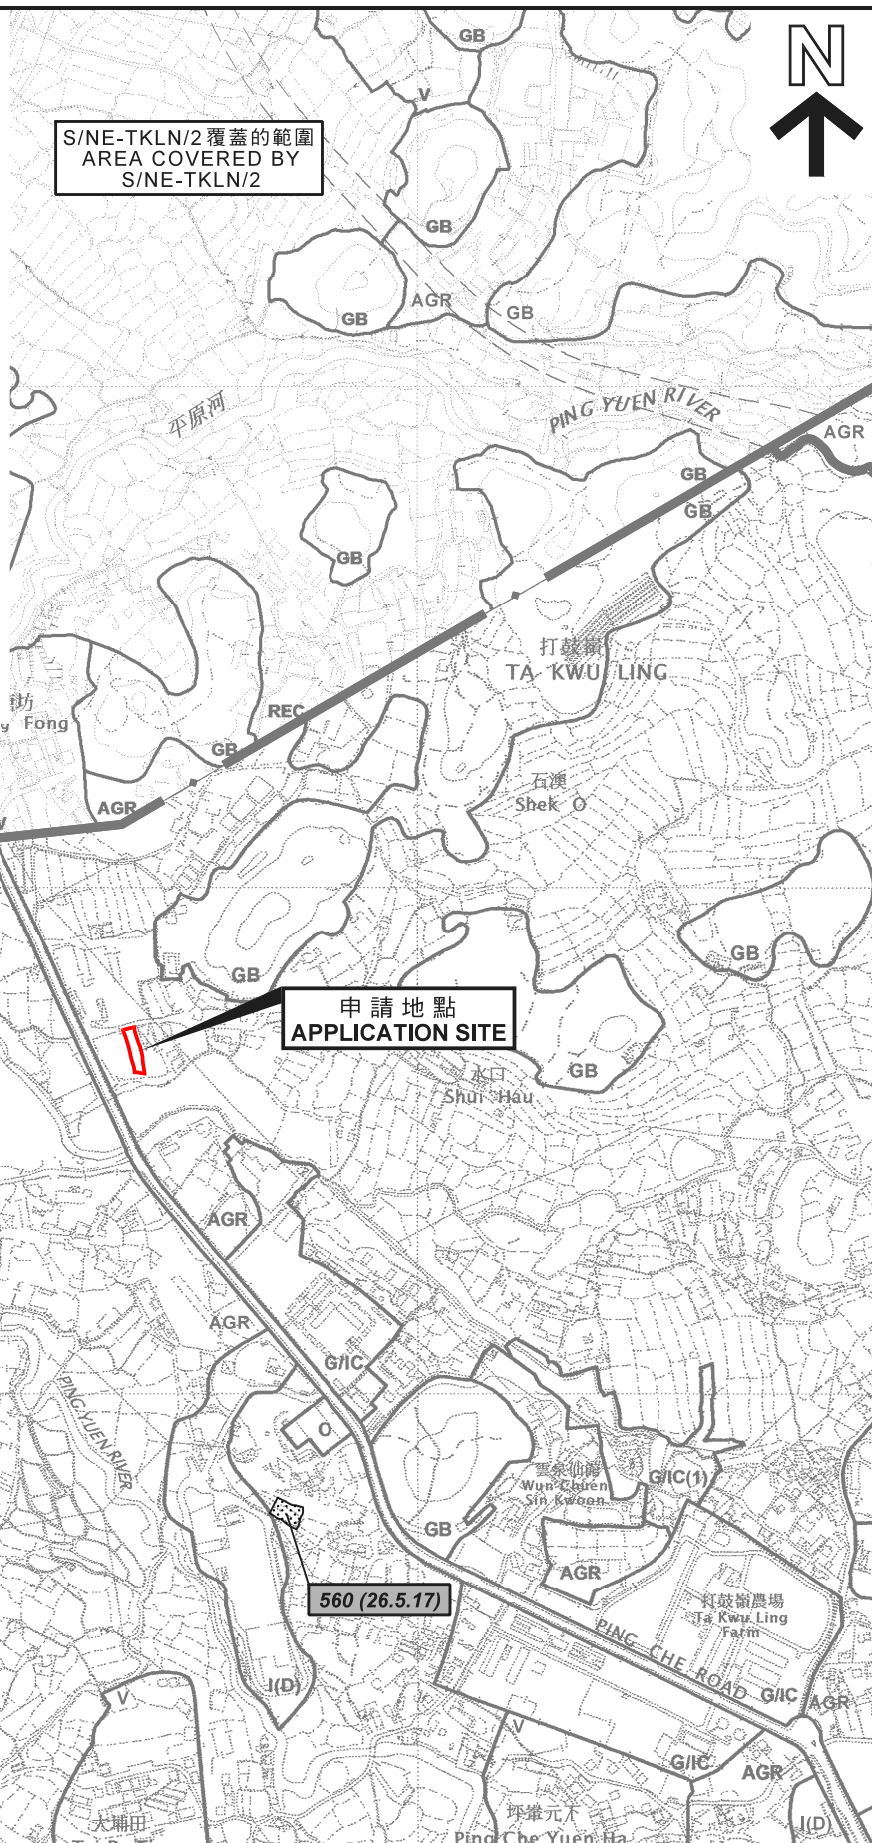 GB
N
V
S/NE-TKLN/2覆蓋的範圍
AREA COVERED BY
S/NE-TKLN/2
GB
AGR
GB
GB
平原河
PING YUEN RIVER
AGR
GB
GB
GB
打鼓嶺
TA KWU LING
坊
Fong
REC
GB
石澳
Shek O
AGR
V
GB
GB
申請地點
APPLICATION SITE
水口
Shui Hau
GB
AGR
AGR
G/IC
PING YUEN RIVER
O
雲泉仙館
Wun Chuen
Sin Kwoon
G/IC(1)
GB
AGR
560 (26.5.17)
打鼓嶺農場
Ta Kwu Ling
Farm
PING CHE ROAD
I(D)
V
G/IC
AGR
V
G/IC
AGR
大埔田
坪輋元下
Ping Che Yuen Ha
I(D)